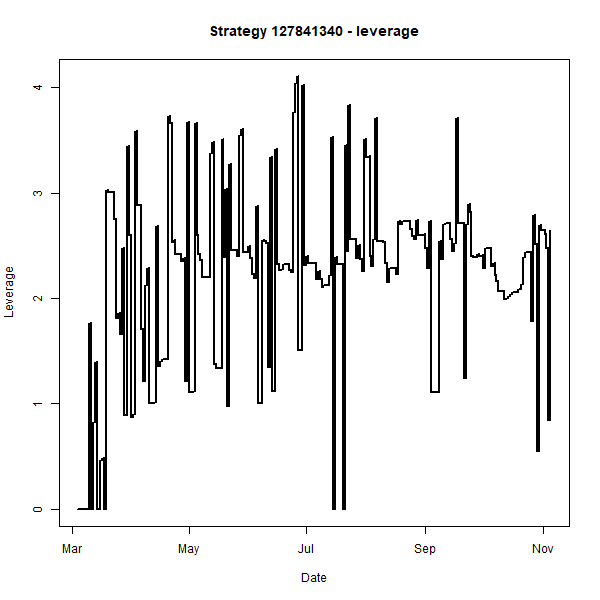 Strategy 127841340 - leverage
Leverage
4
3
2
1
0
Mar
May
Jul
Sep
Nov
Date